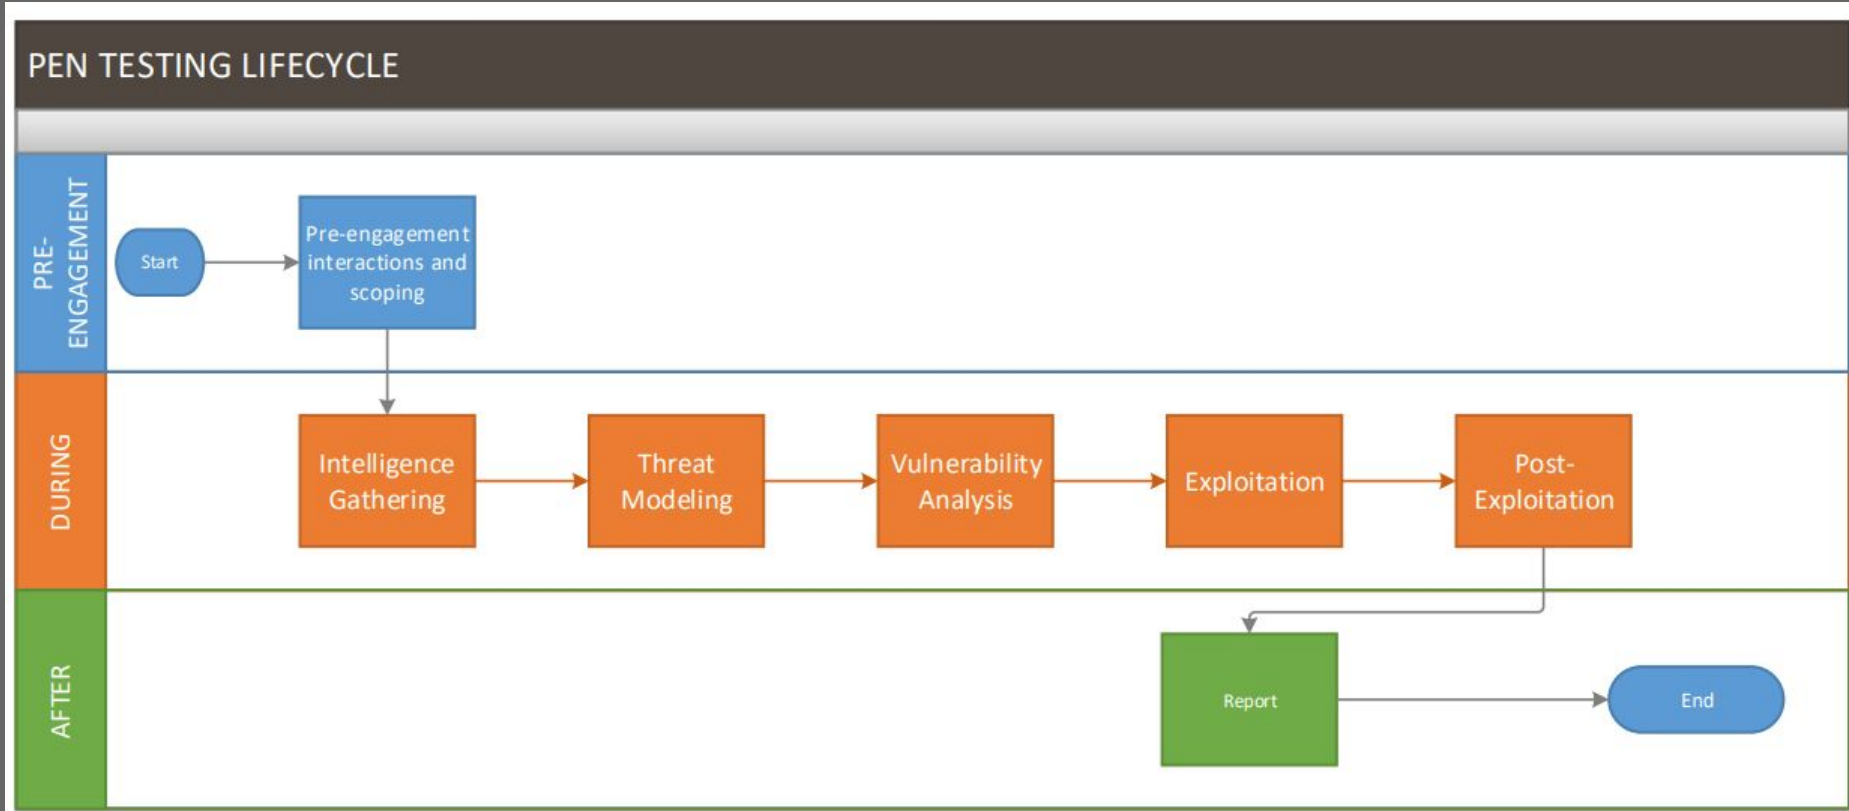 PEN TESTING LIFECYCLE
PRE-
ENGAGEMENT
Start
Pre-engagement
interactions and
scoping
DURING
Intelligence
Gathering
Threat
Modeling
Vulnerability
Analysis
Exploitation
Post-
Exploitation
AFTER
Report
End